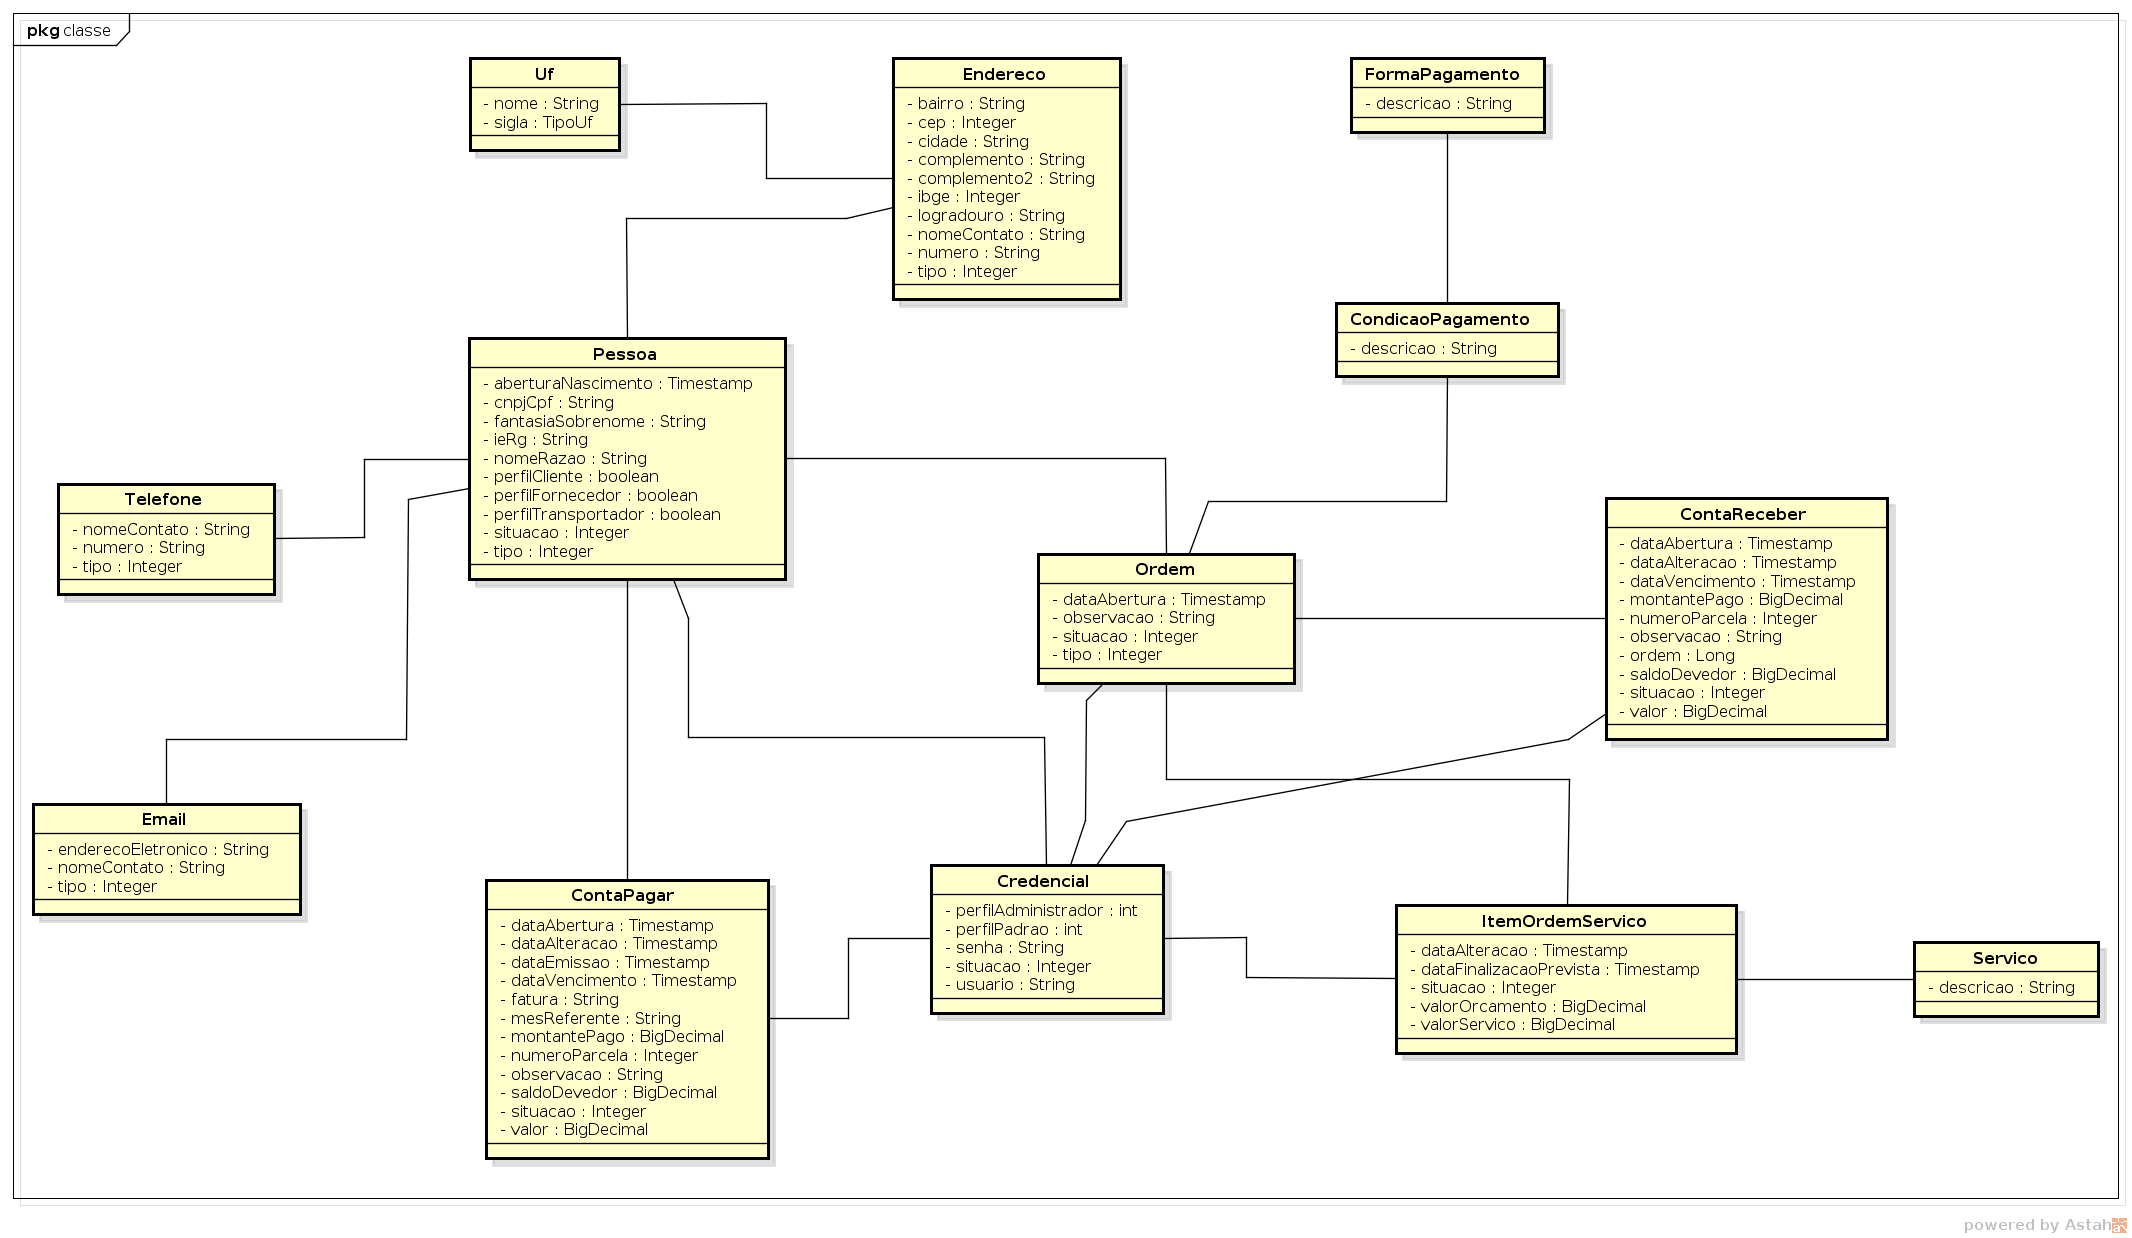 pkg classe
Uf
- nome : String
- sigla : TipoUf
Endereco
- bairro : String
- cep : Integer
- cidade : String
- complemento : String
- complemento2 : String
- ibge : Integer
- logradouro : String
- nomeContato : String
- numero : String
- tipo : Integer
FormaPagamento
- descricao : String
CondicaoPagamento
- descricao : String
Pessoa
- aberturaNascimento : Timestamp
- cnpjCpf : String
- fantasiaSobrenome : String
- ieRg : String
- nomeRazao : String
- perfilCliente : boolean
- perfilFornecedor : boolean
- perfilTransportador : boolean
- situacao : Integer
- tipo : Integer
Telefone
- nomeContato : String
- numero : String
- tipo : Integer
Ordem
- dataAbertura : Timestamp
- observacao : String
- situacao : Integer
- tipo : Integer
ContaReceber
- dataAbertura : Timestamp
- dataAlteracao : Timestamp
- dataVencimento : Timestamp
- montantePago : BigDecimal
- numeroParcela : Integer
- observacao : String
- ordem : Long
- saldoDevedor : BigDecimal
- situacao : Integer
- valor : BigDecimal
Email
- enderecoEletronico : String
- nomeContato : String
- tipo : Integer
ContaPagar
- dataAbertura : Timestamp
- dataAlteracao : Timestamp
- dataEmissao : Timestamp
- dataVencimento : Timestamp
- fatura : String
- mesReferente : String
- montantePago : BigDecimal
- numeroParcela : Integer
- observacao : String
- saldoDevedor : BigDecimal
- situacao : Integer
- valor : BigDecimal
Credencial
- perfilAdministrador : int
- perfilPadrao : int
- senha : String
- situacao : Integer
- usuario : String
ItemOrdemServico
- dataAlteracao : Timestamp
- dataFinalizacaoPrevista : Timestamp
- situacao : Integer
- valorOrcamento : BigDecimal
- valorServico : BigDecimal
Servico
- descricao : String
powered by Astah